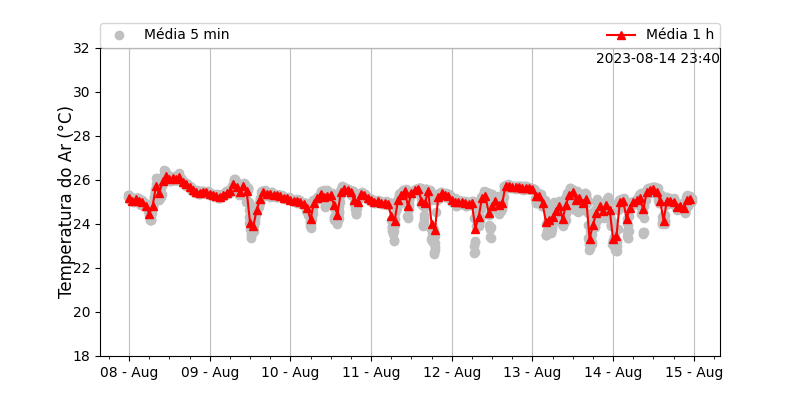 Média 5 min
Média 1 h
2023-08-14 23:40
Temperatura do Ar (°C)
32
30
28
26
24
22
20
18
08 - Aug
09 - Aug
10 - Aug
11 - Aug
12 - Aug
13 - Aug
14 - Aug
15 - Aug